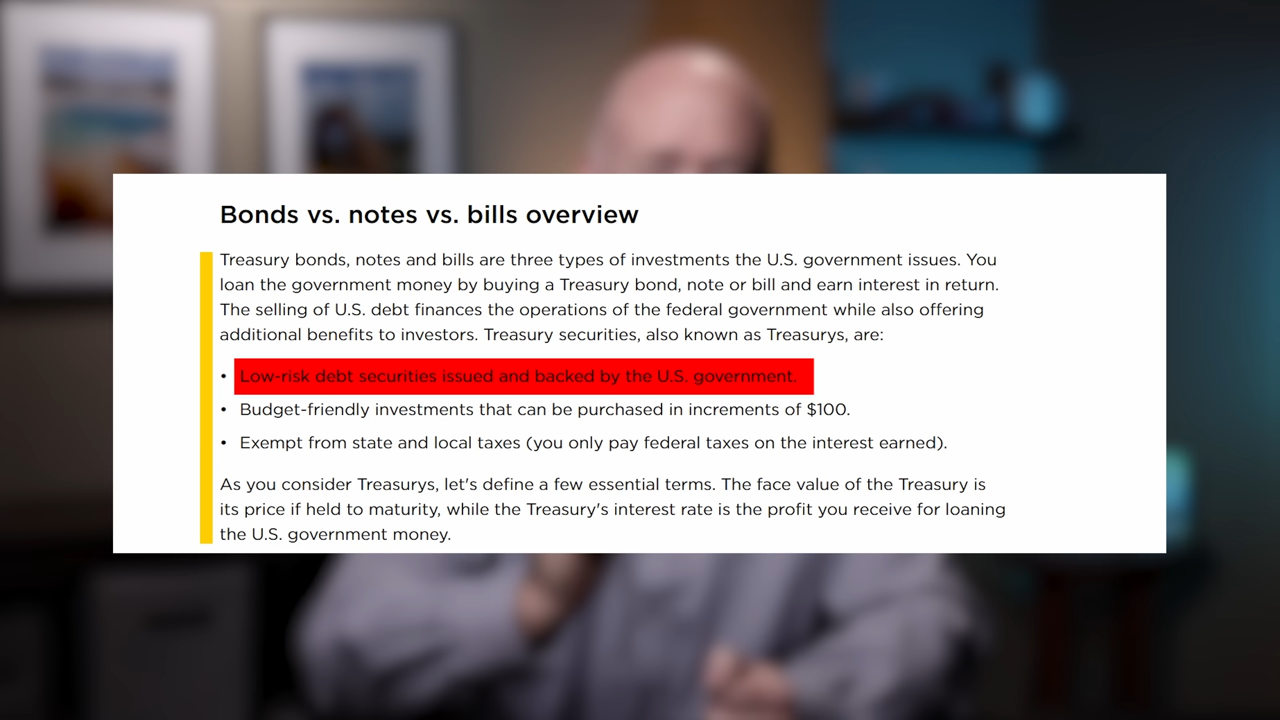 Bonds vs. notes vs. bills overview
Treasury bonds, notes and bills are three types of investments the U.S. government issues. You
loan the government money by buying a Treasury bond, note or bill and earn interest in return.
The selling of U.S. debt finances the operations of the federal government while also offering
additional benefits to investors. Treasury securities, also known as Treasurys, are:
• Low-risk debt securities issued and backed by the U.S. government.
• Budget-friendly investments that can be purchased in increments of $100.
• Exempt from state and local taxes (you only pay federal taxes on the interest earned).
As you consider Treasurys, let's define a few essential terms. The face value of the Treasury is
its price if held to maturity, while the Treasury's interest rate is the profit you receive for loaning
the U.S. government money.